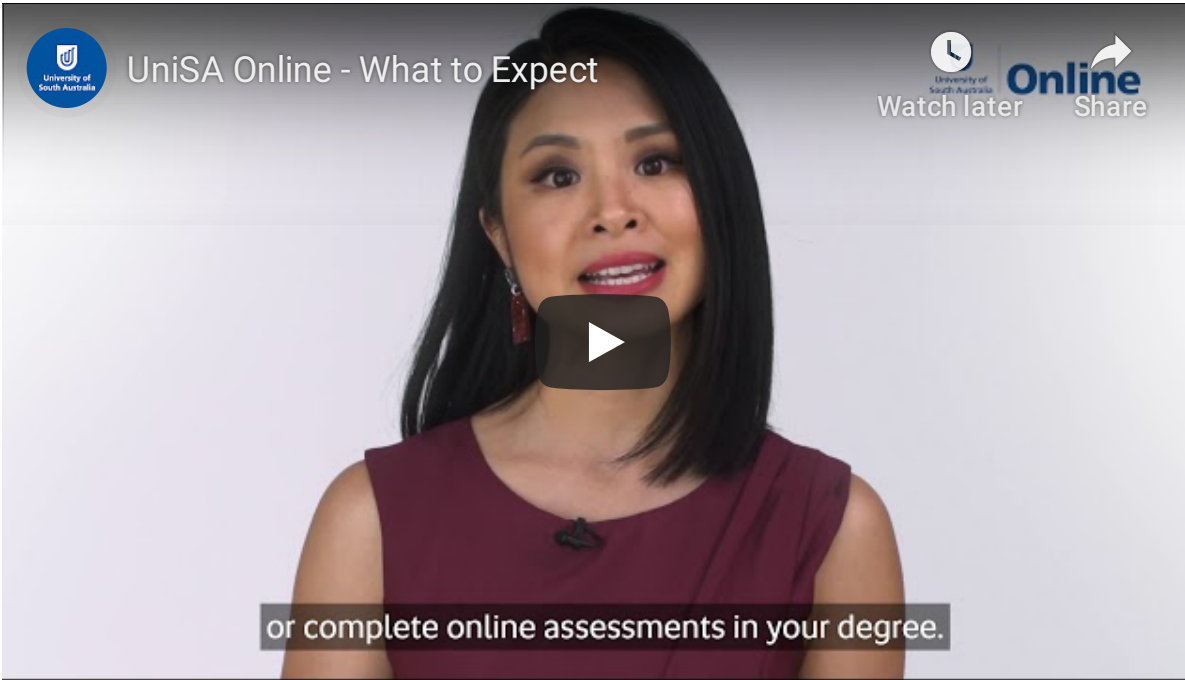 University of
South Australia
UniSA Online - What to Expect
University of
South Australia
Online
Watch later
Share
or complete online assessments in your degree.